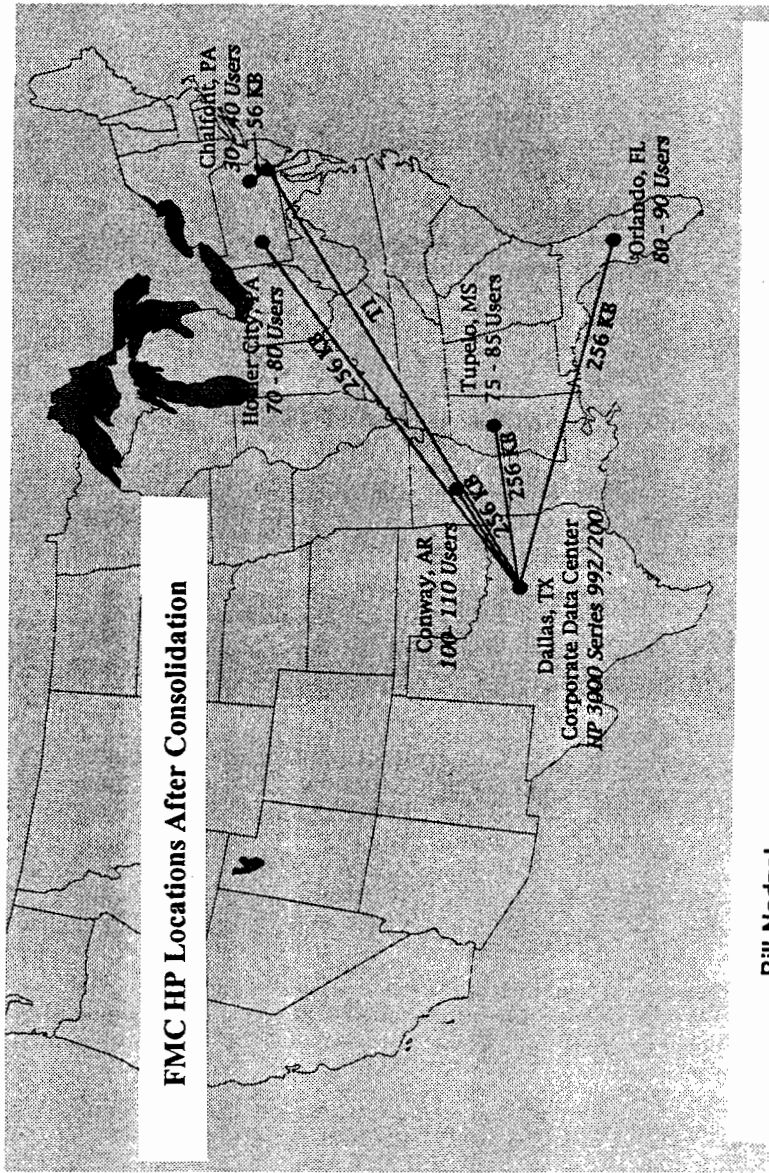 FMC HP Locations After Consolidation
Chalfont, PA
30 - 40 Users
56 KB
Homer City, PA
70 - 80 Users
256 KB
T1
Conway, AR
100 - 110 Users
256 KB
Tupelo, MS
75 - 85 Users
256 KB
Dallas, TX
Corporate Data Center
HP 3000 Series 992/200
256 KB
Orlando, FL
80 - 90 Users
Bill